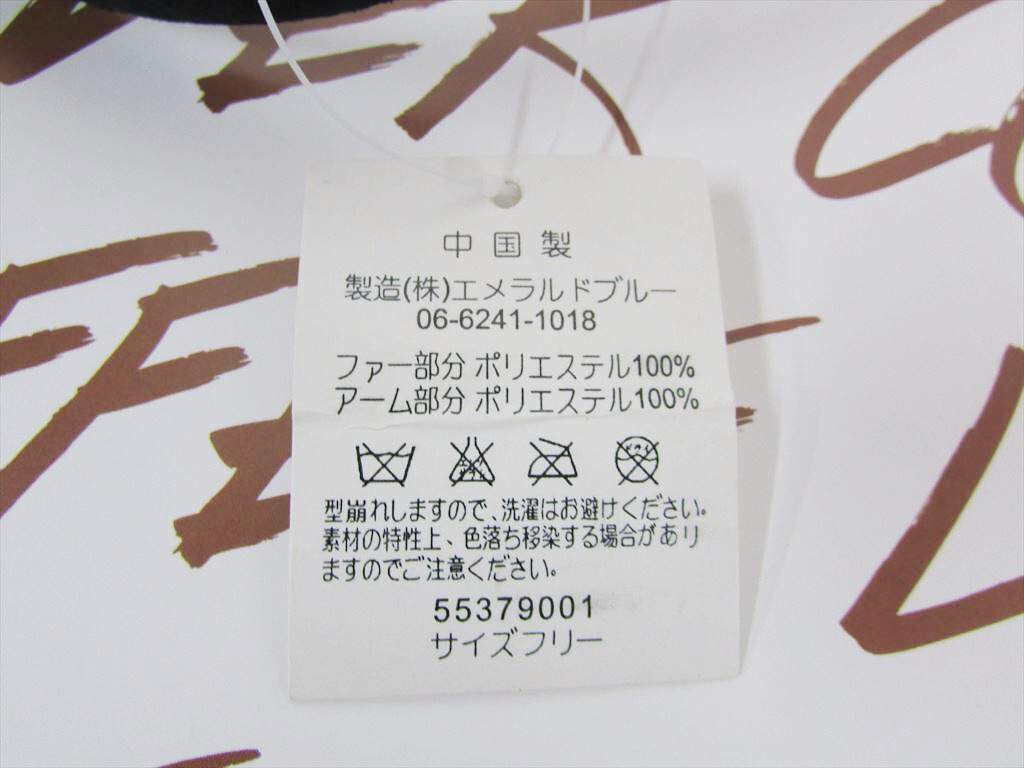 中国製
製造(株)エメラルドブルー
06-6241-1018
ファー部分 ポリエステル100%
アーム部分 ポリエステル100%
型崩れしますので、洗濯はお避けください。
素材の特性上、色落ち移染する場合があり
ますのでご注意ください。
55379001
サイズフリー